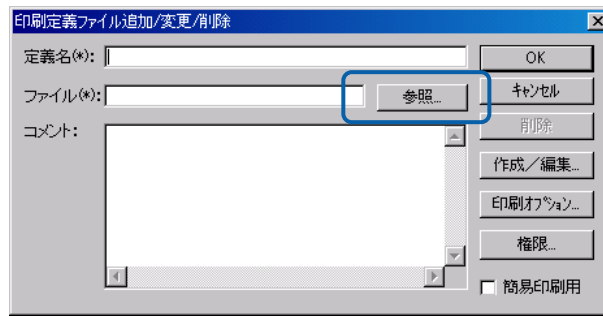 印刷定義ファイル追加/変更/削除
定義名(*):
OK
ファイル(*):
参照...
ｷｬﾝｾﾙ
コメント:
削除
作成／編集...
印刷ｵﾌﾟｼｮﾝ...
権限...
簡易印刷用